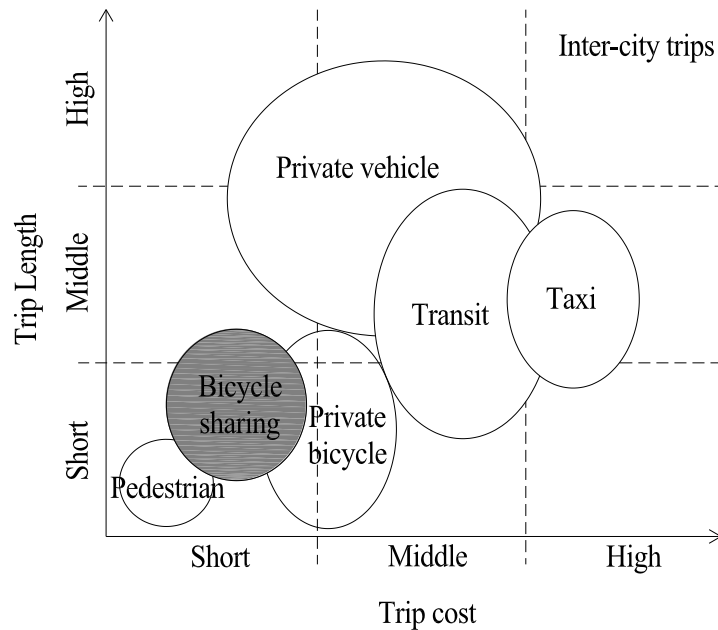 Inter-city trips
High
Private vehicle
Trip Length
Middle
Transit
Taxi
Bicycle
sharing
Private
bicycle
Short
Pedestrian
Short
Middle
High
Trip cost